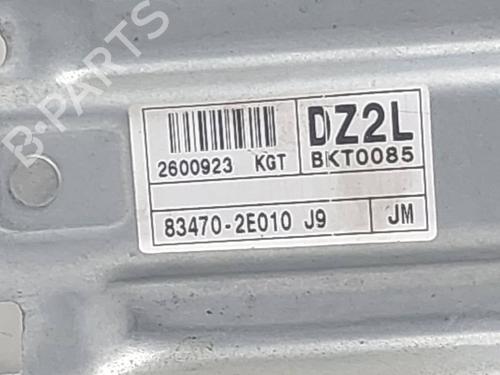 B-PARTS
DZ2L
2600923 KGT
BKT0085
83470-2E010 J9
JM